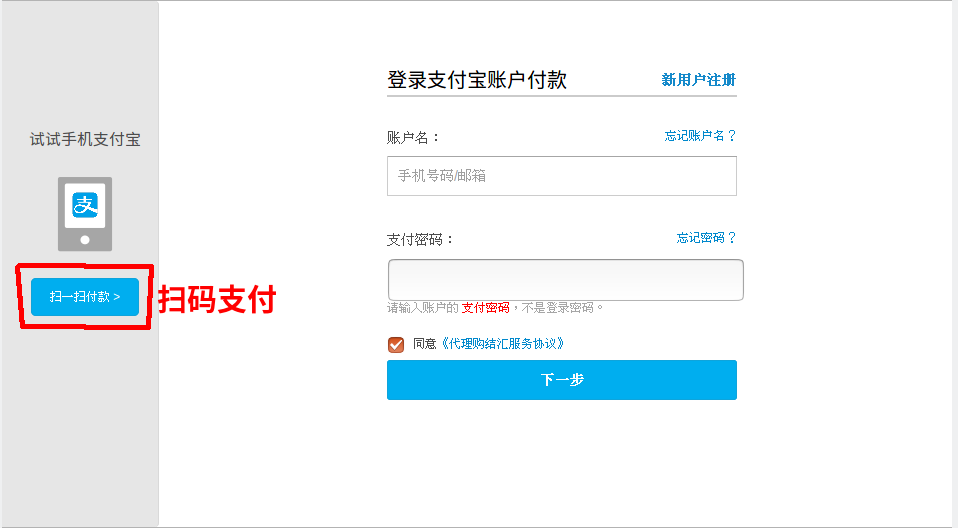 试试手机支付宝
支
扫一扫付款 >
扫码支付
登录支付宝账户付款
新用户注册
账户名：
忘记账户名？
手机号码/邮箱
支付密码：
忘记密码？
请输入账户的 支付密码，不是登录密码。
同意《代理购结汇服务协议》
下一步